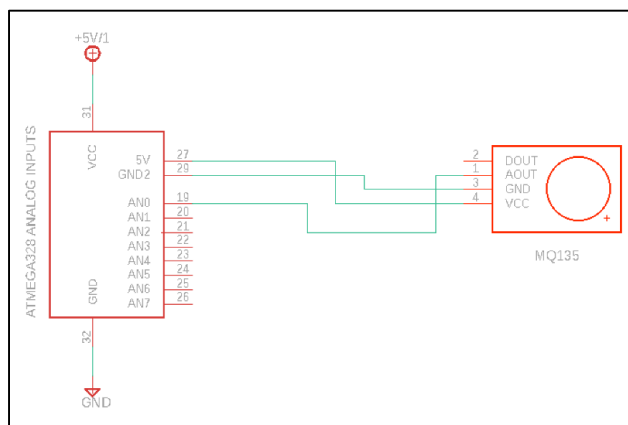 +5V/1
31
ATMEGA328 ANALOG INPUTS
VCC
GND
5V 27
GND2 29
AN0 19
AN1 20
AN2 21
AN3 22
AN4 23
AN5 24
AN6 25
AN7 26
32
GND
2 DOUT
1 AOUT
3 GND
4 VCC
+
MQ135